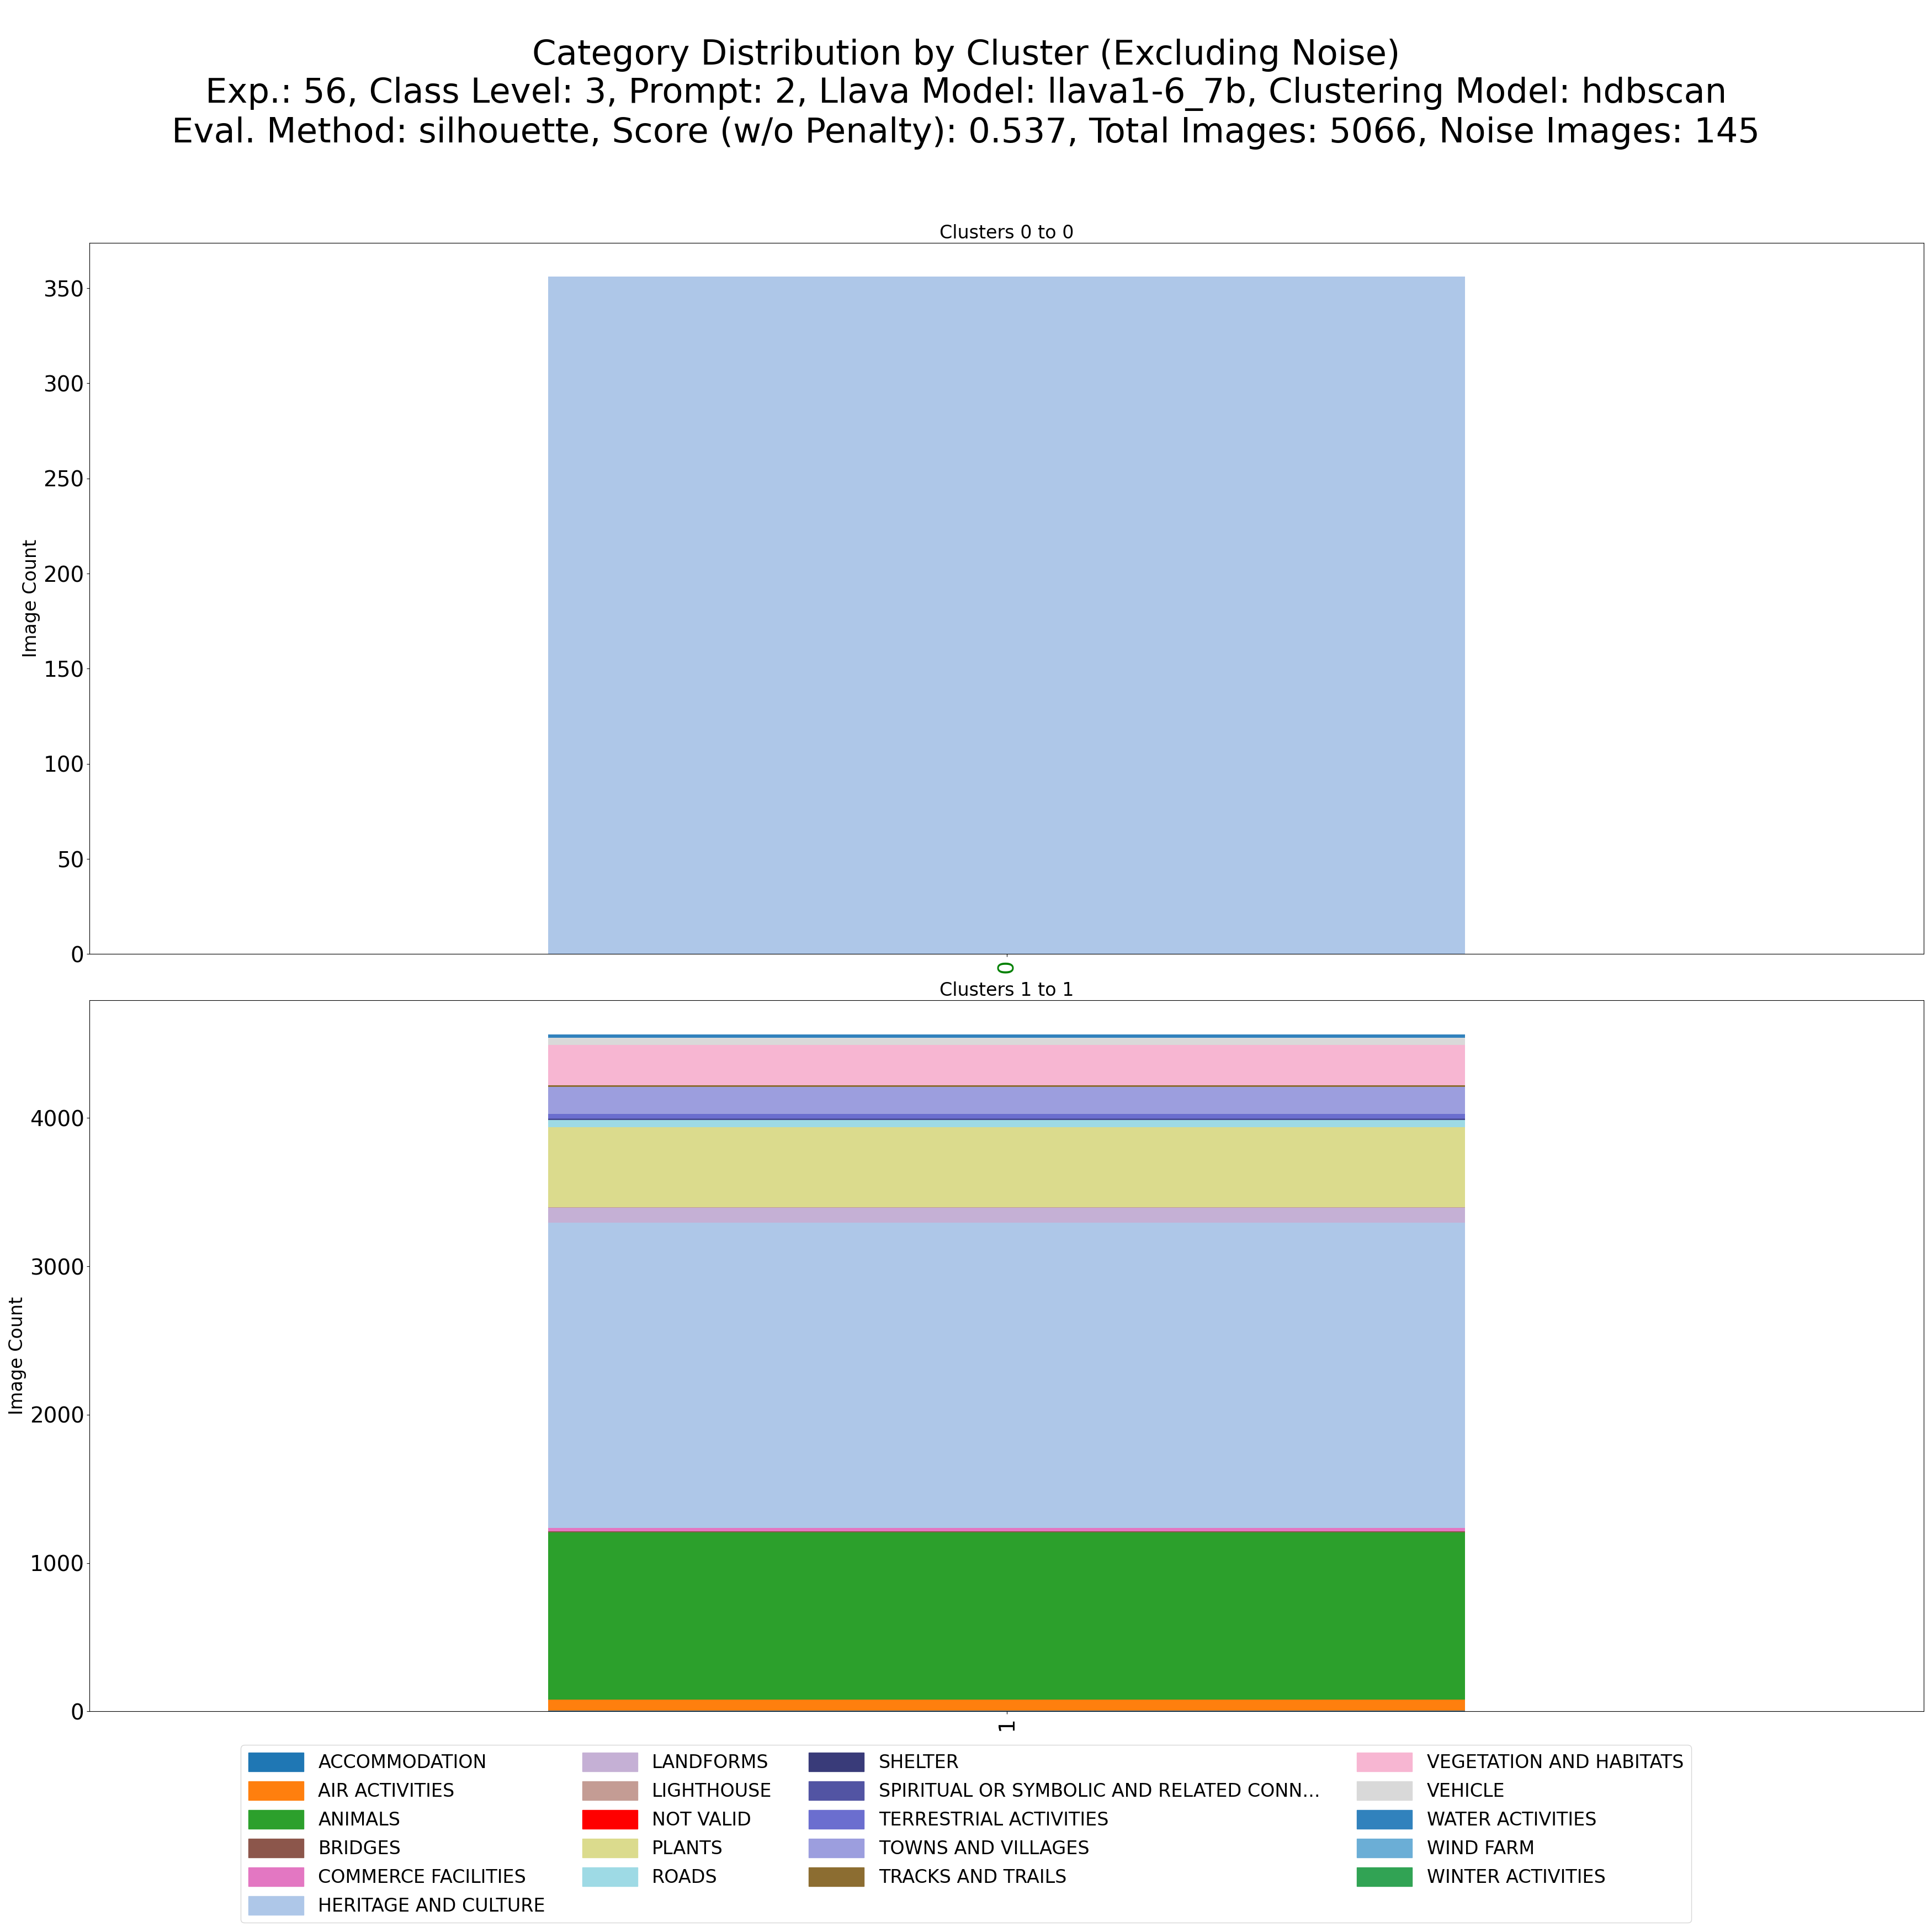 Category Distribution by Cluster (Excluding Noise)
Exp.: 56, Class Level: 3, Prompt: 2, Llava Model: llava1-6_7b, Clustering Model: hdbscan
Eval. Method: silhouette, Score (w/o Penalty): 0.537, Total Images: 5066, Noise Images: 145
Clusters 0 to 0
350
300
250
200
150
100
50
0
Image Count
0
Clusters 1 to 1
4000
3000
2000
1000
0
Image Count
1
ACCOMMODATION
AIR ACTIVITIES
ANIMALS
BRIDGES
COMMERCE FACILITIES
HERITAGE AND CULTURE
LANDFORMS
LIGHTHOUSE
NOT VALID
PLANTS
ROADS
SHELTER
SPIRITUAL OR SYMBOLIC AND RELATED CONN...
TERRESTRIAL ACTIVITIES
TOWNS AND VILLAGES
TRACKS AND TRAILS
VEGETATION AND HABITATS
VEHICLE
WATER ACTIVITIES
WIND FARM
WINTER ACTIVITIES